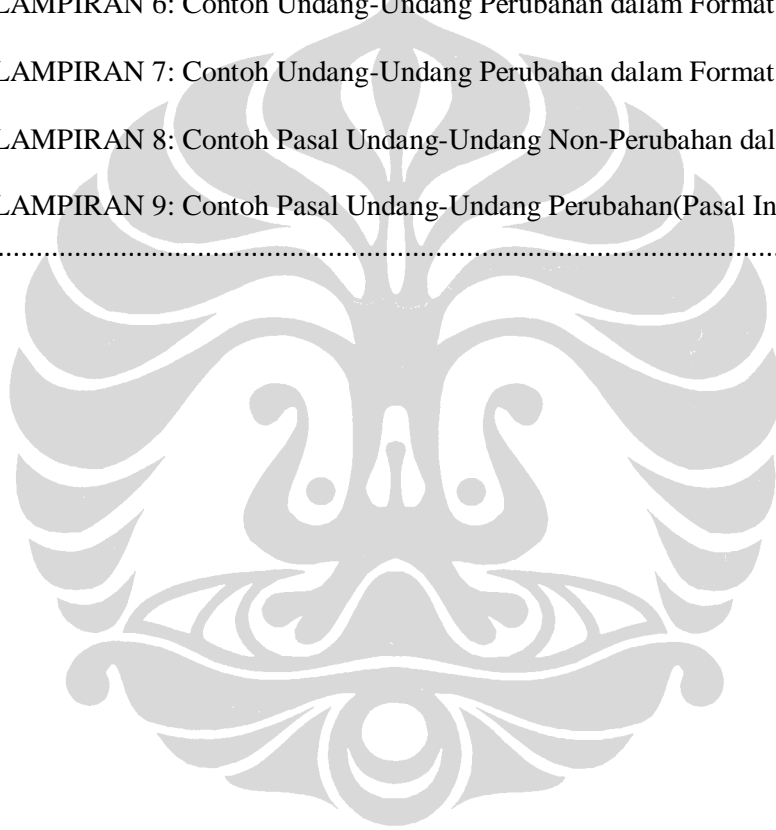 LAMPIRAN 6: Contoh Undang-Undang Perubahan dalam Format
LAMPIRAN 7: Contoh Undang-Undang Perubahan dalam Format
LAMPIRAN 8: Contoh Pasal Undang-Undang Non-Perubahan dal
LAMPIRAN 9: Contoh Pasal Undang-Undang Perubahan(Pasal In
....................................................................................................